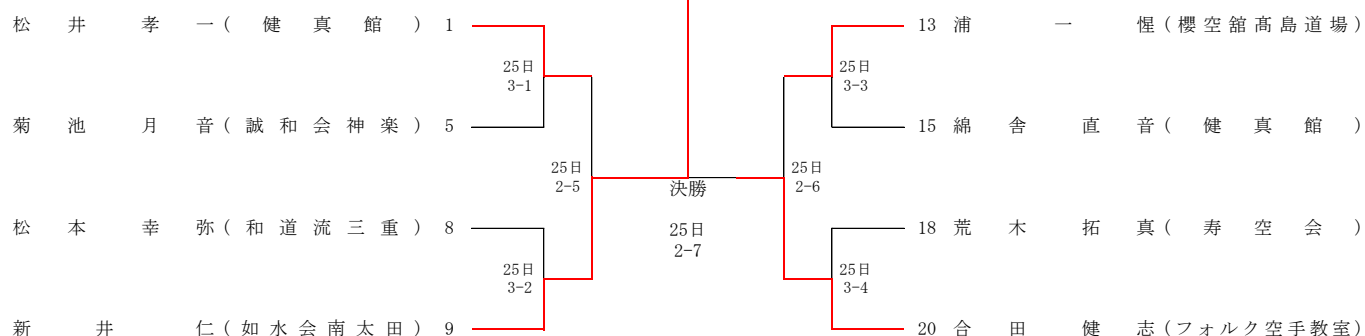 松井 孝一(健真館) 1
25日
3-1
菊池 月音(誠和会神楽) 5
25日
2-5
松本 幸弥(和道流三重) 8
25日
3-2
新井 仁(如水会南太田) 9
決勝
25日
2-7
13 浦 一惺(櫻空舘髙島道場)
25日
3-3
15 綿舎 直音(健真館)
25日
2-6
18 荒木 拓真(寿空会)
25日
3-4
20 合田 健志(フォルク空手教室)